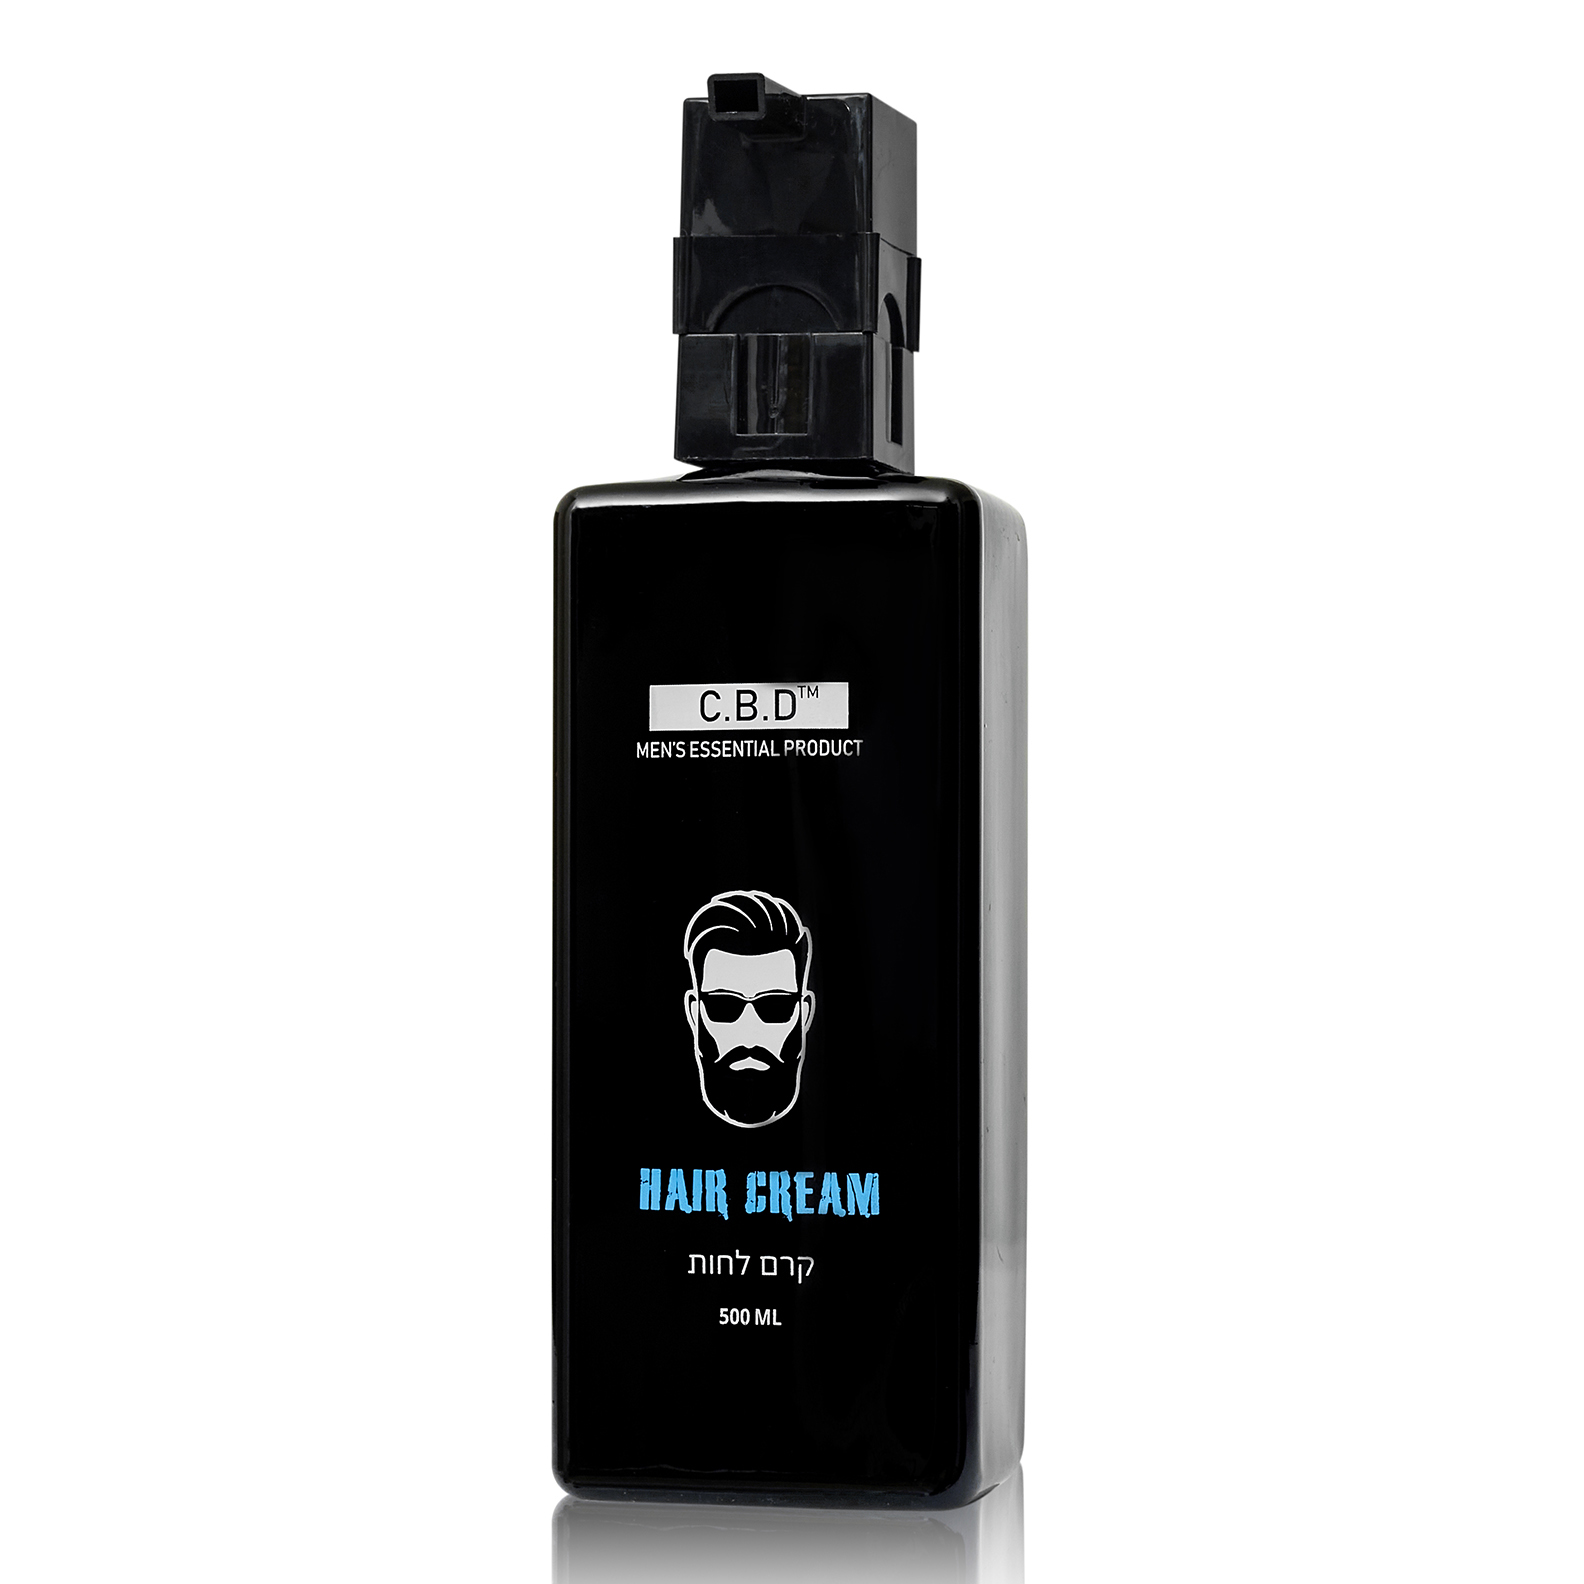 C.B.D™
MEN'S ESSENTIAL PRODUCT
HAIR CREAM
קרם לחות
500 ML